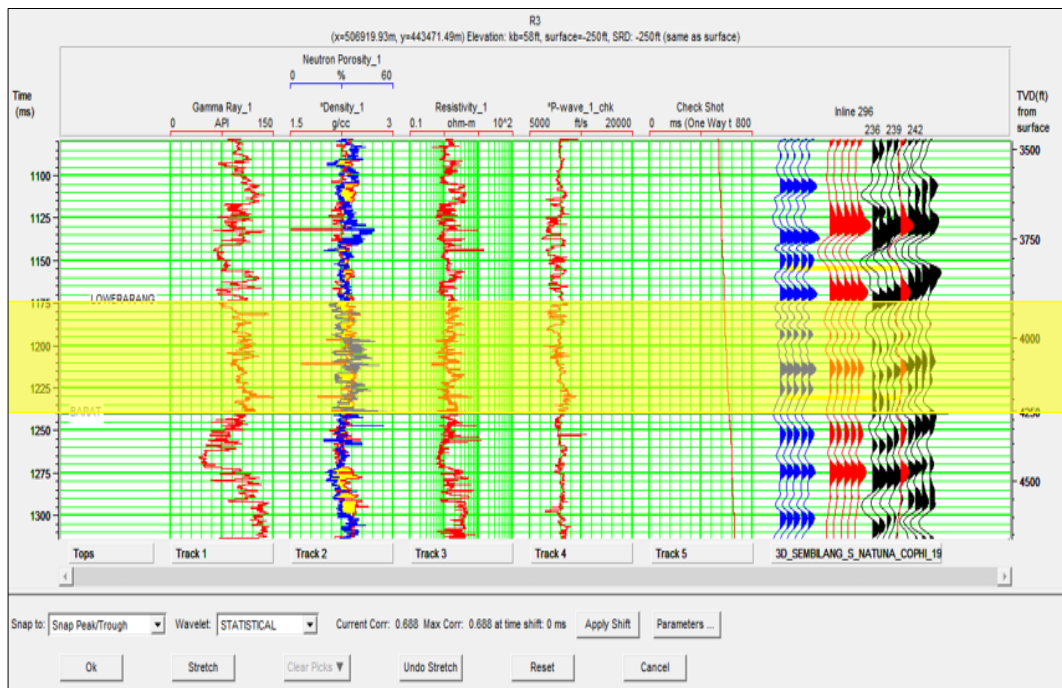 R3
(x=506919.93m, y=443471.49m) Elevation: kb=58ft, surface=-250ft, SRD: -250ft (same as surface)
Neutron Porosity_1
0 % 60
Time
(ms)
Gamma Ray_1
API
0 150
*Density_1
g/cc
1.5 3
Resistivity_1
ohm-m
0.1 10^2
*P-wave_1_chk
ft/s
5000 20000
Check Shot
ms (One Way t
0 800
Inline 296
236 239 242
TVD(ft)
from
surface
1100
1125
1150
1175
1200
1225
1250
1275
1300
LOWERARANG
BARAT
3500
3750
4000
4250
4500
Tops Track 1 Track 2 Track 3 Track 4 Track 5 3D_SEMBILANG_S_NATUNA_COPHI_19
Snap to: Snap Peak/Trough Wavelet: STATISTICAL Current Corr: 0.688 Max Corr: 0.688 at time shift: 0 ms Apply Shift Parameters ...
Ok Stretch Clear Picks ▼ Undo Stretch Reset Cancel